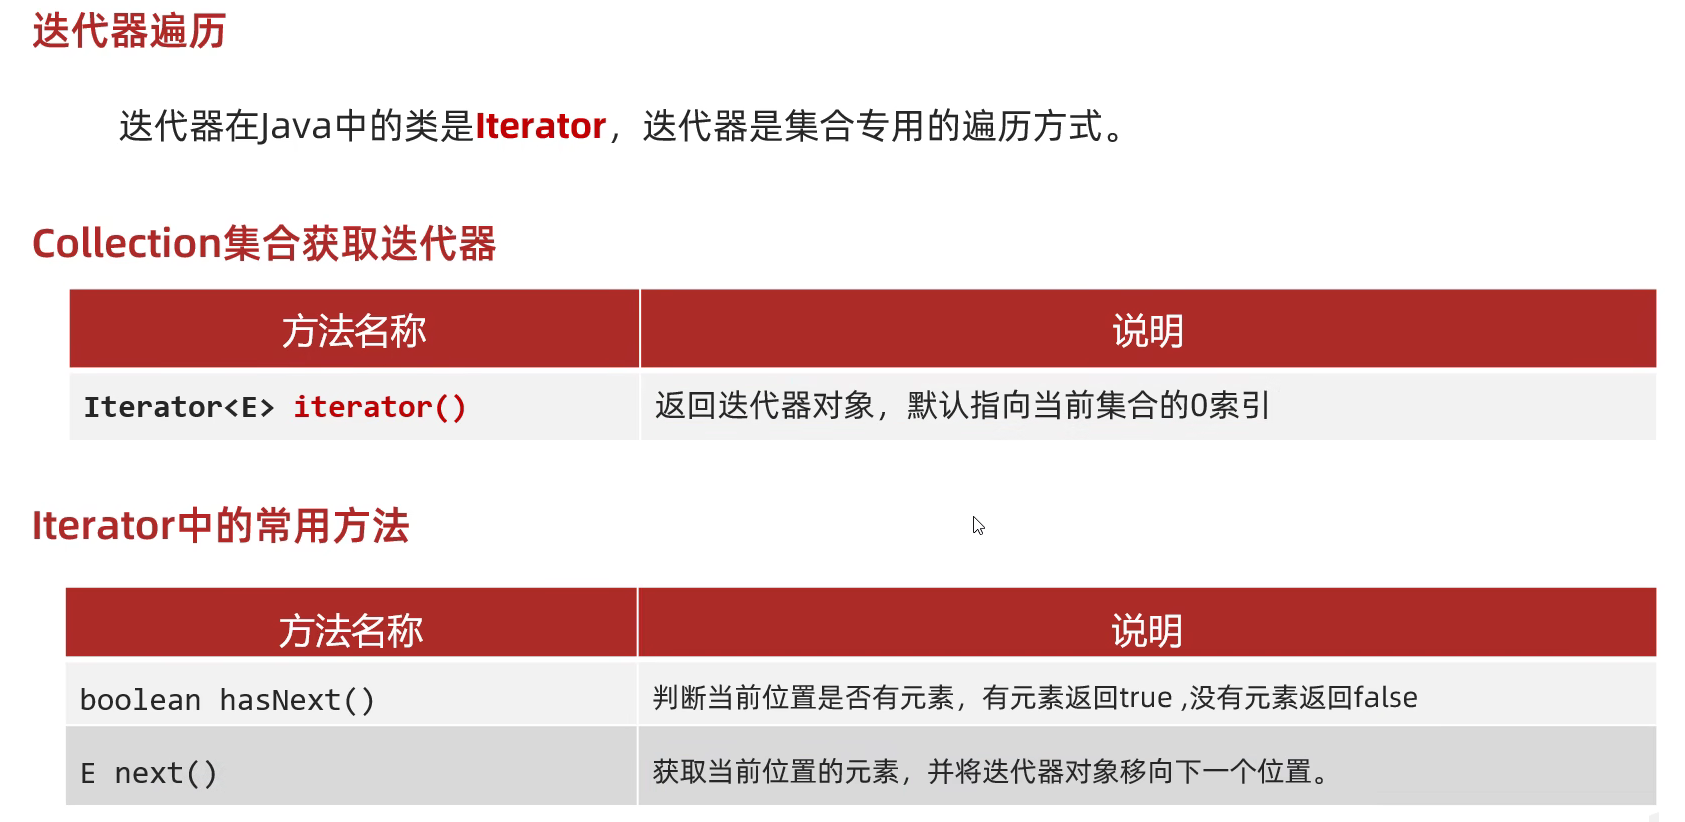 迭代器遍历
迭代器在Java中的类是Iterator，迭代器是集合专用的遍历方式。
Collection集合获取迭代器
方法名称 说明
Iterator<E> iterator() 返回迭代器对象，默认指向当前集合的0索引
Iterator中的常用方法
方法名称 说明
boolean hasNext() 判断当前位置是否有元素，有元素返回true ,没有元素返回false
E next() 获取当前位置的元素，并将迭代器对象移向下一个位置。